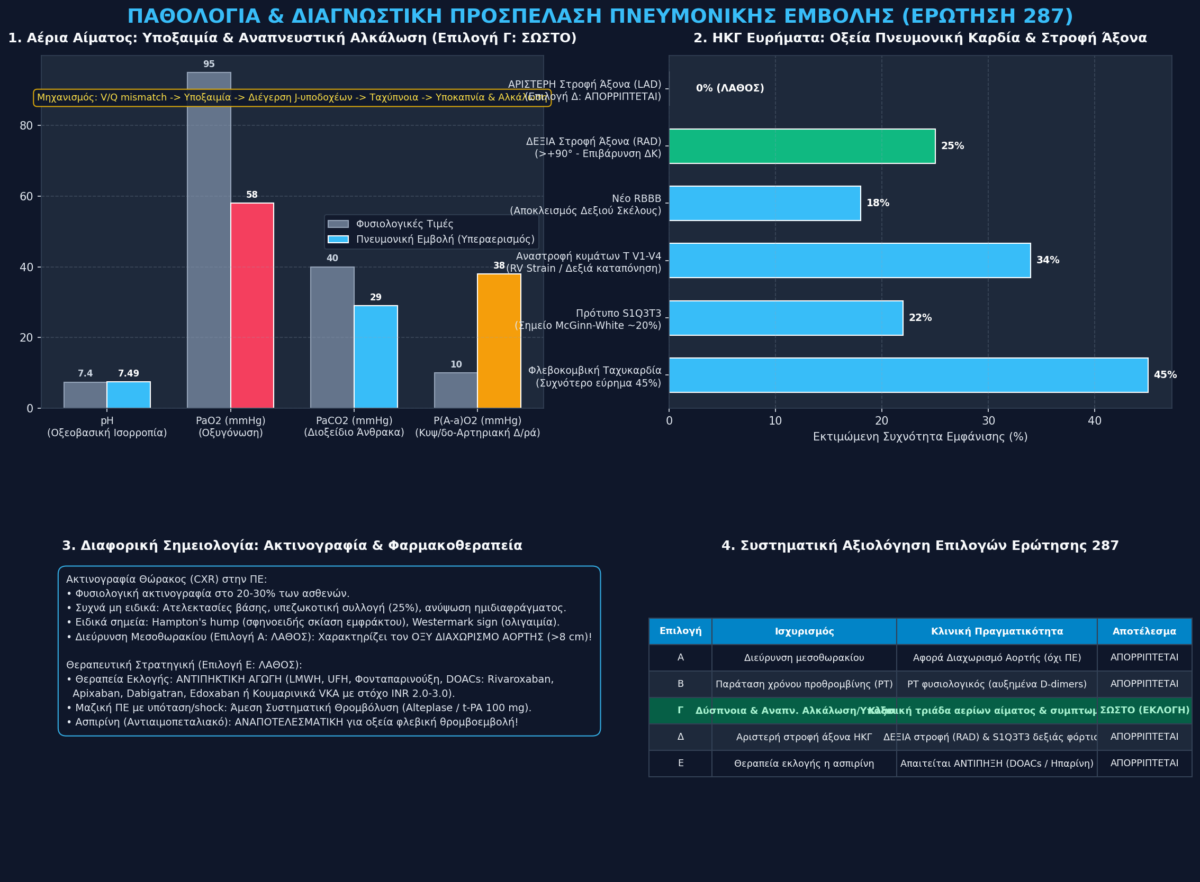 ΠΑΘΟΛΟΓΙΑ & ΔΙΑΓΝΩΣΤΙΚΗ ΠΡΟΣΠΕΛΑΣΗ ΠΝΕΥΜΟΝΙΚΗΣ ΕΜΒΟΛΗΣ (ΕΡΩΤΗΣΗ 287)
1. Αέρια Αίματος: Υποξαιμία & Αναπνευστική Αλκάλωση (Επιλογή Γ: ΣΩΣΤΟ)
95
Μηχανισμός: V/Q mismatch -> Υποξαιμία -> Διέγερση J-υποδοχέων -> Ταχύπνοια -> Υποκαπνία & Αλκάλωση
80
60
40
20
0
58
Φυσιολογικές Τιμές
Πνευμονική Εμβολή (Υπεραερισμός)
40
38
29
10
7.4
7.49
pH
(Οξεοβασική Ισορροπία)
PaO2 (mmHg)
(Οξυγόνωση)
PaCO2 (mmHg)
(Διοξείδιο Άνθρακα)
P(A-a)O2 (mmHg)
(Κυψ/δο-Αρτηριακή Δ/ρά)
2. ΗΚΓ Ευρήματα: Οξεία Πνευμονική Καρδία & Στροφή Άξονα
ΑΡΙΣΤΕΡΗ Στροφή Άξονα (LAD)
(Επιλογή Δ: ΑΠΟΡΡΙΠΤΕΤΑΙ)
0% (ΛΑΘΟΣ)
ΔΕΞΙΑ Στροφή Άξονα (RAD)
(>+90° - Επιβάρυνση ΔΚ)
25%
Νέο RBBB
(Αποκλεισμός Δεξιού Σκέλους)
18%
Αναστροφή κυμάτων T V1-V4
(RV Strain / Δεξιά καταπόνηση)
34%
Πρότυπο S1Q3T3
(Σημείο McGinn-White ~20%)
22%
Φλεβοκομβική Ταχυκαρδία
(Συχνότερο εύρημα 45%)
45%
0 10 20 30 40
Εκτιμώμενη Συχνότητα Εμφάνισης (%)
3. Διαφορική Σημειολογία: Ακτινογραφία & Φαρμακοθεραπεία
Ακτινογραφία Θώρακος (CXR) στην ΠΕ:
• Φυσιολογική ακτινογραφία στο 20-30% των ασθενών.
• Συχνά μη ειδικά: Ατελεκτασίες βάσης, υπεζωκοτική συλλογή (25%), ανύψωση ημιδιαφράγματος.
• Ειδικά σημεία: Hampton's hump (σφηνοειδής σκίαση εμφράκτου), Westermark sign (ολιγαιμία).
• Διεύρυνση Μεσοθωρακίου (Επιλογή Α: ΛΑΘΟΣ): Χαρακτηρίζει τον ΟΞΥ ΔΙΑΧΩΡΙΣΜΟ ΑΟΡΤΗΣ (>8 cm)!
Θεραπευτική Στρατηγική (Επιλογή Ε: ΛΑΘΟΣ):
• Θεραπεία Εκλογής: ΑΝΤΙΠΗΚΤΙΚΗ ΑΓΩΓΗ (LMWH, UFH, Φονταπαρινούξη, DOACs: Rivaroxaban,
Apixaban, Dabigatran, Edoxaban ή Κουμαρινικά VKA με στόχο INR 2.0-3.0).
• Μαζική ΠΕ με υπόταση/shock: Άμεση Συστηματική Θρομβόλυση (Alteplase / t-PA 100 mg).
• Ασπιρίνη (Αντιαιμοπεταλιακό): ΑΝΑΠΟΤΕΛΕΣΜΑΤΙΚΗ για οξεία φλεβική θρομβοεμβολή!
4. Συστηματική Αξιολόγηση Επιλογών Ερώτησης 287
Επιλογή Ισχυρισμός Κλινική Πραγματικότητα Αποτέλεσμα
Α Διεύρυνση μεσοθωρακίου Αφορά Διαχωρισμό Αορτής (όχι ΠΕ) ΑΠΟΡΡΙΠΤΕΤΑΙ
Β Παράταση χρόνου προθρομβίνης (PT) PT φυσιολογικός (αυξημένα D-dimers) ΑΠΟΡΡΙΠΤΕΤΑΙ
Γ Δύσπνοια & Αναπν. τριάδα αερίων αίματος & ΣΩΣΤΟ (ΕΚΛΟΓΗ)
Δ Αριστερή στροφή άξονα ΗΚΓ ΔΕΞΙΑ στροφή (RAD) & S1Q3T3 δεξιάς ΑΠΟΡΡΙΠΤΕΤΑΙ
Ε Θεραπεία εκλογής η ασπιρίνη Απαιτείται ΑΝΤΙΠΗΞΗ (DOACs / Ηπαρίνη) ΑΠΟΡΡΙΠΤΕΤΑΙ